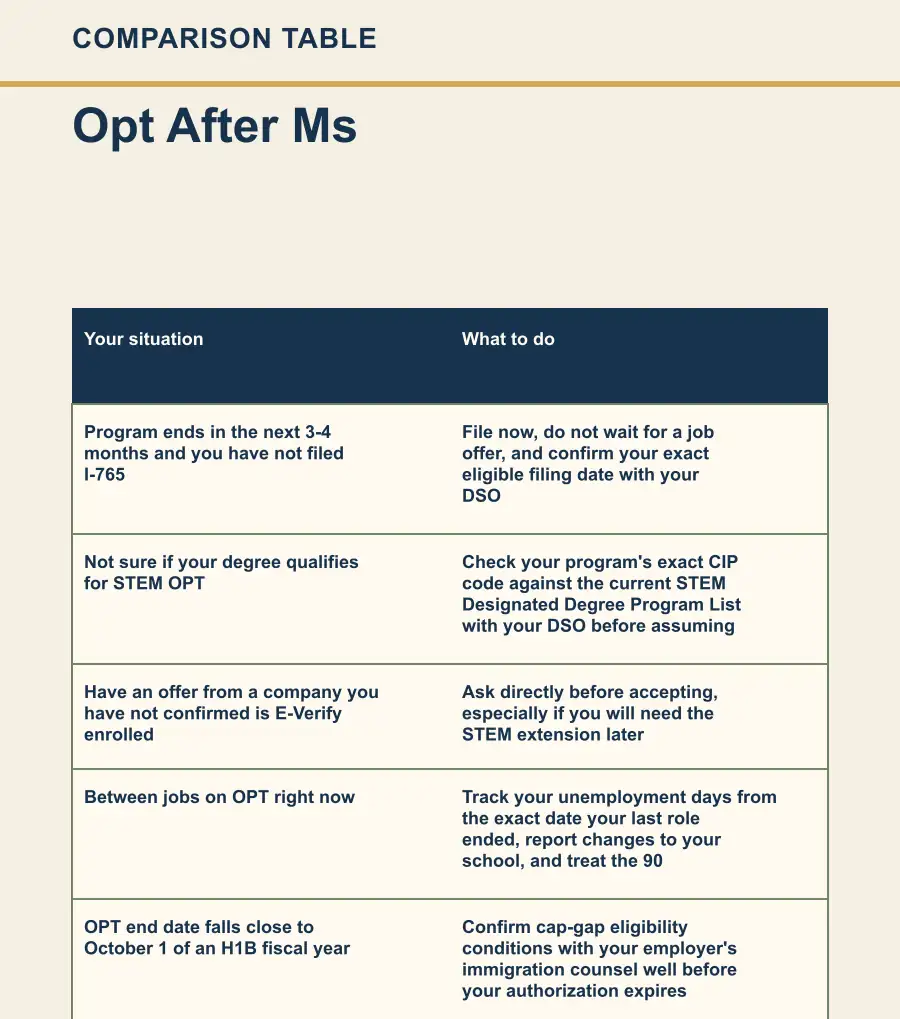 COMPARISON TABLE
Opt After Ms
Your situation
What to do
Program ends in the next 3-4
months and you have not filed
I-765
File now, do not wait for a job
offer, and confirm your exact
eligible filing date with your
DSO
Not sure if your degree qualifies
for STEM OPT
Check your program's exact CIP
code against the current STEM
Designated Degree Program List
with your DSO before assuming
Have an offer from a company you
have not confirmed is E-Verify
enrolled
Ask directly before accepting,
especially if you will need the
STEM extension later
Between jobs on OPT right now
Track your unemployment days from
the exact date your last role
ended, report changes to your
school, and treat the 90
OPT end date falls close to
October 1 of an H1B fiscal year
Confirm cap-gap eligibility
conditions with your employer's
immigration counsel well before
your authorization expires